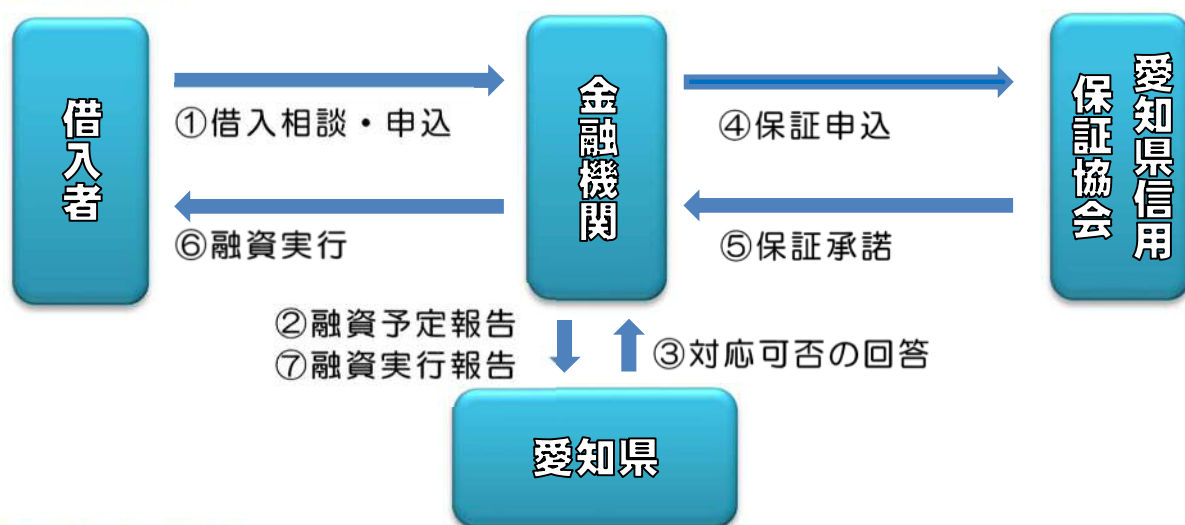 借入者
①借入相談・申込
⑥融資実行
金融機関
④保証申込
⑤保証承諾
愛知県信用
保証協会
②融資予定報告
⑦融資実行報告
③対応可否の回答
愛知県